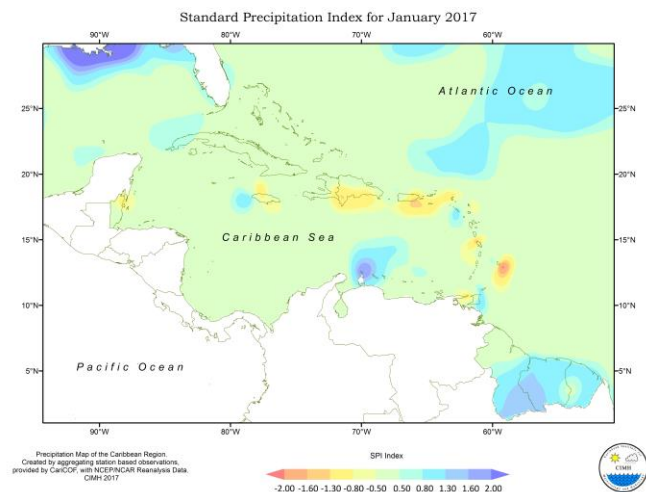 Standard Precipitation Index for January 2017
90°W 80°W 70°W 60°W
Atlantic Ocean
25°N 25°N
20°N 20°N
Caribbean Sea
15°N 15°N
10°N 10°N
Pacific Ocean
5°N 5°N
90°W 80°W 70°W 60°W
Precipitation Map of the Caribbean Region.
Created by aggregating station based observations,
provided by CariCOF, with NCEP/NCAR Reanalysis Data.
CIMH 2017
SPI Index
-2.00 -1.60 -1.30 -0.80 -0.50 0.50 0.80 1.30 1.60 2.00
CIMH